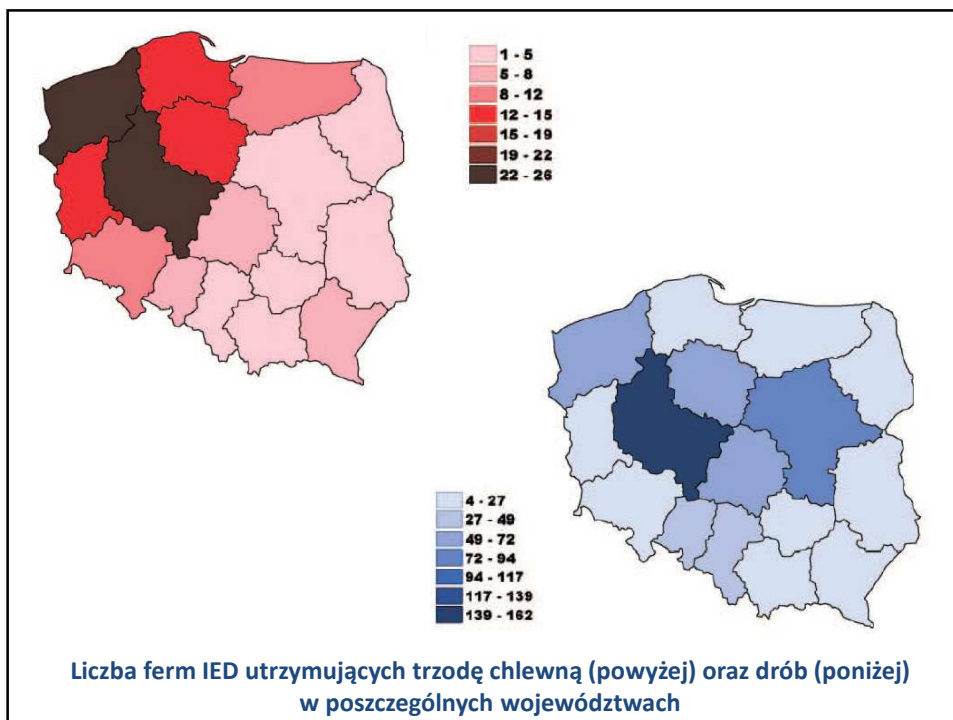 1 - 5
5 - 8
8 - 12
12 - 15
15 - 19
19 - 22
22 - 26
4 - 27
27 - 49
49 - 72
72 - 94
94 - 117
117 - 139
139 - 162
Liczba ferm IED utrzymujących trzodę chlewną (powyżej) oraz drób (poniżej)
w poszczególnych województwach